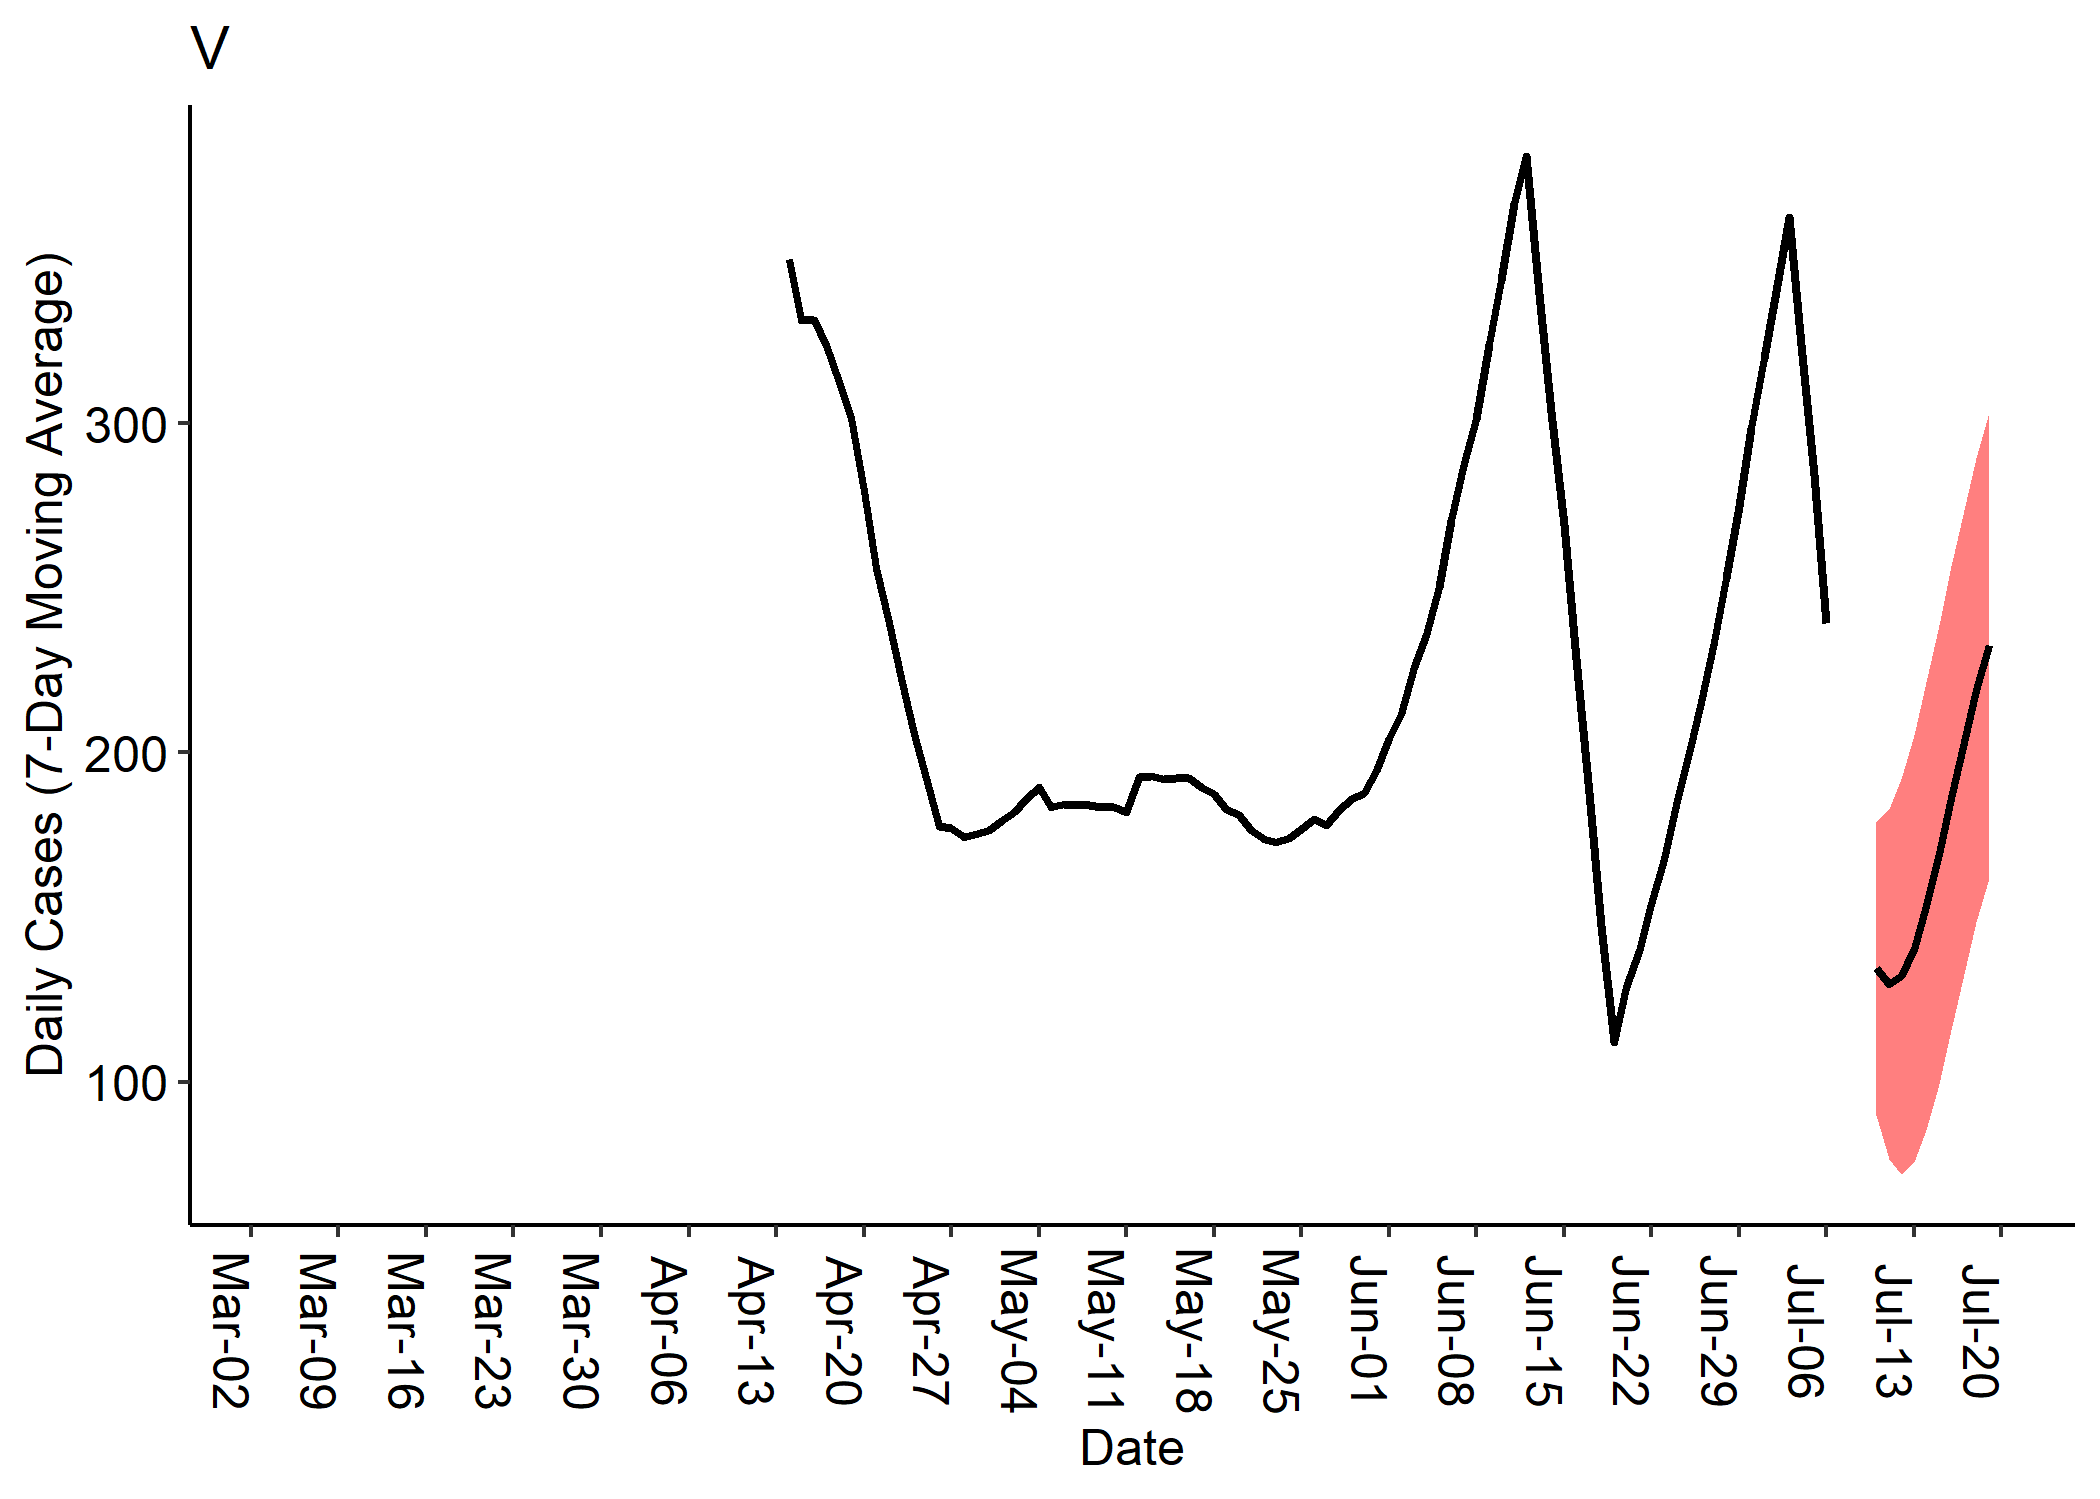 V
Daily Cases (7-Day Moving Average)
300
200
100
Mar-02
Mar-09
Mar-16
Mar-23
Mar-30
Apr-06
Apr-13
Apr-20
Apr-27
May-04
May-11
May-18
May-25
Jun-01
Jun-08
Jun-15
Jun-22
Jun-29
Jul-06
Jul-13
Jul-20
Date